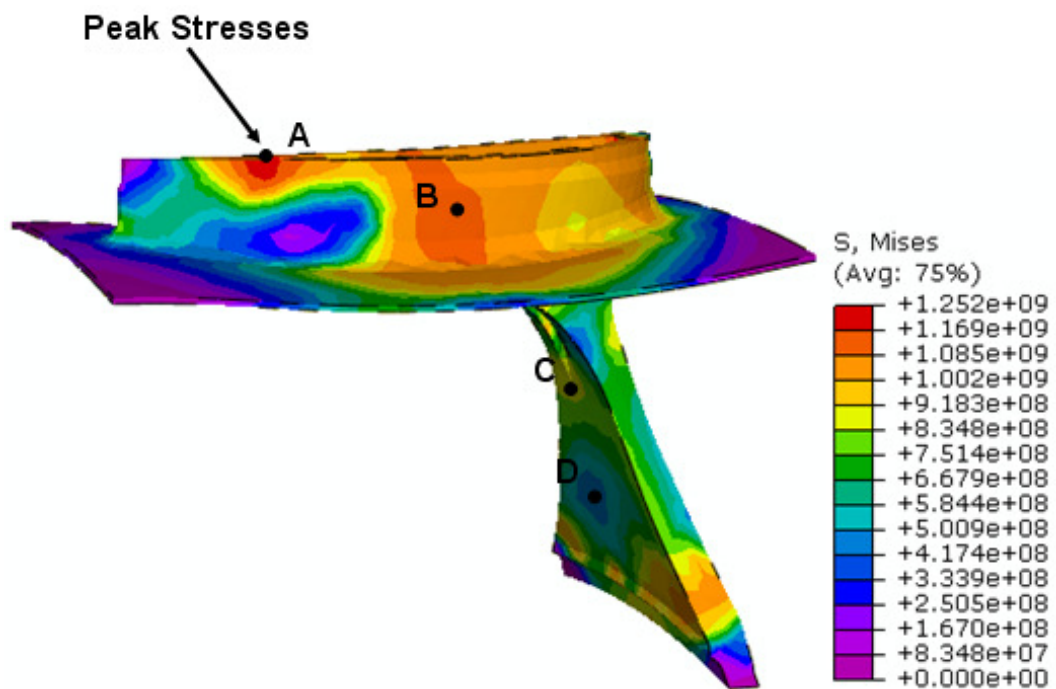 Peak Stresses
A
B
C
D
S, Mises
(Avg: 75%)
+1.252e+09
+1.169e+09
+1.085e+09
+1.002e+09
+9.183e+08
+8.348e+08
+7.514e+08
+6.679e+08
+5.844e+08
+5.009e+08
+4.174e+08
+3.339e+08
+2.505e+08
+1.670e+08
+8.348e+07
+0.000e+00